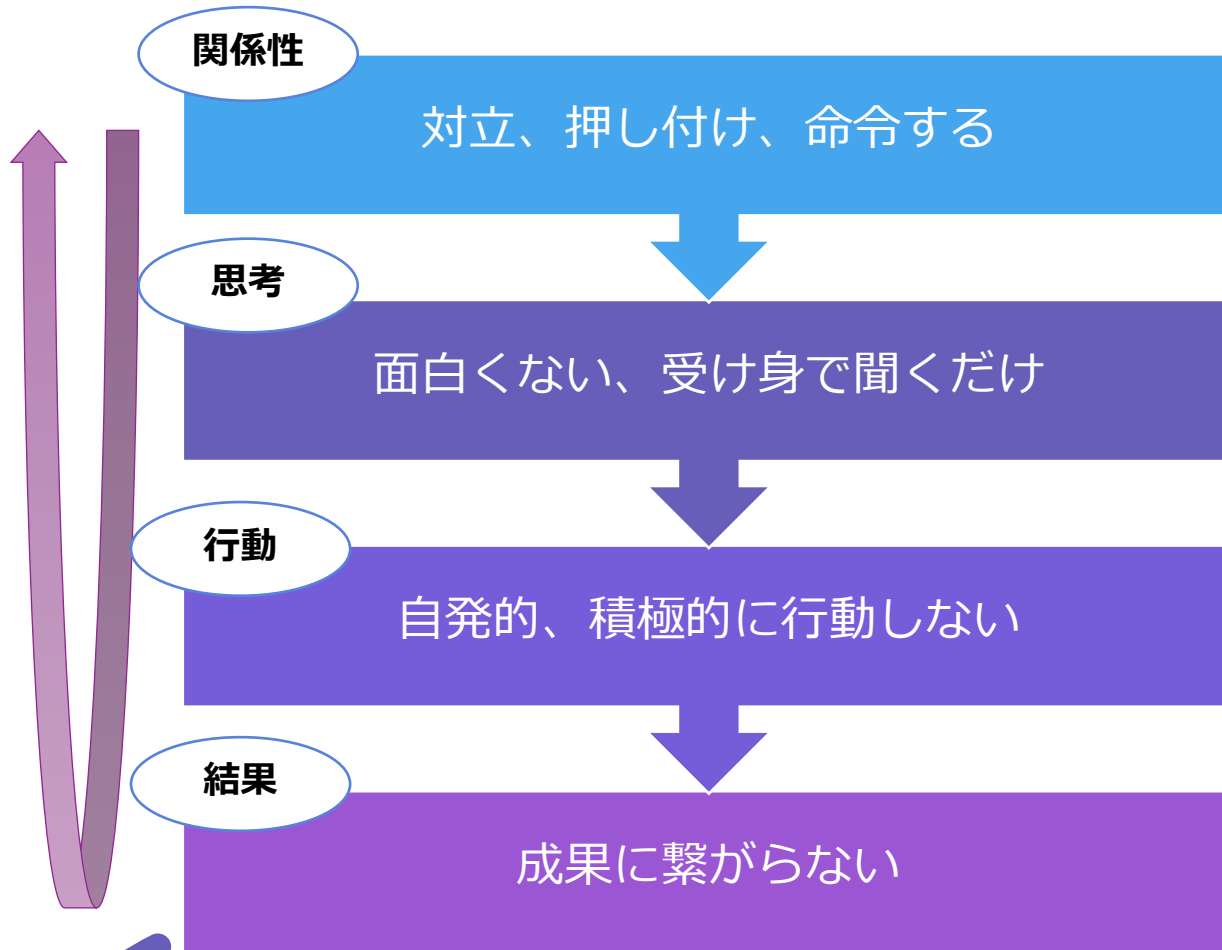 関係性
対立、押し付け、命令する
思考
面白くない、受け身で聞くだけ
行動
自発的、積極的に行動しない
結果
成果に繋がらない